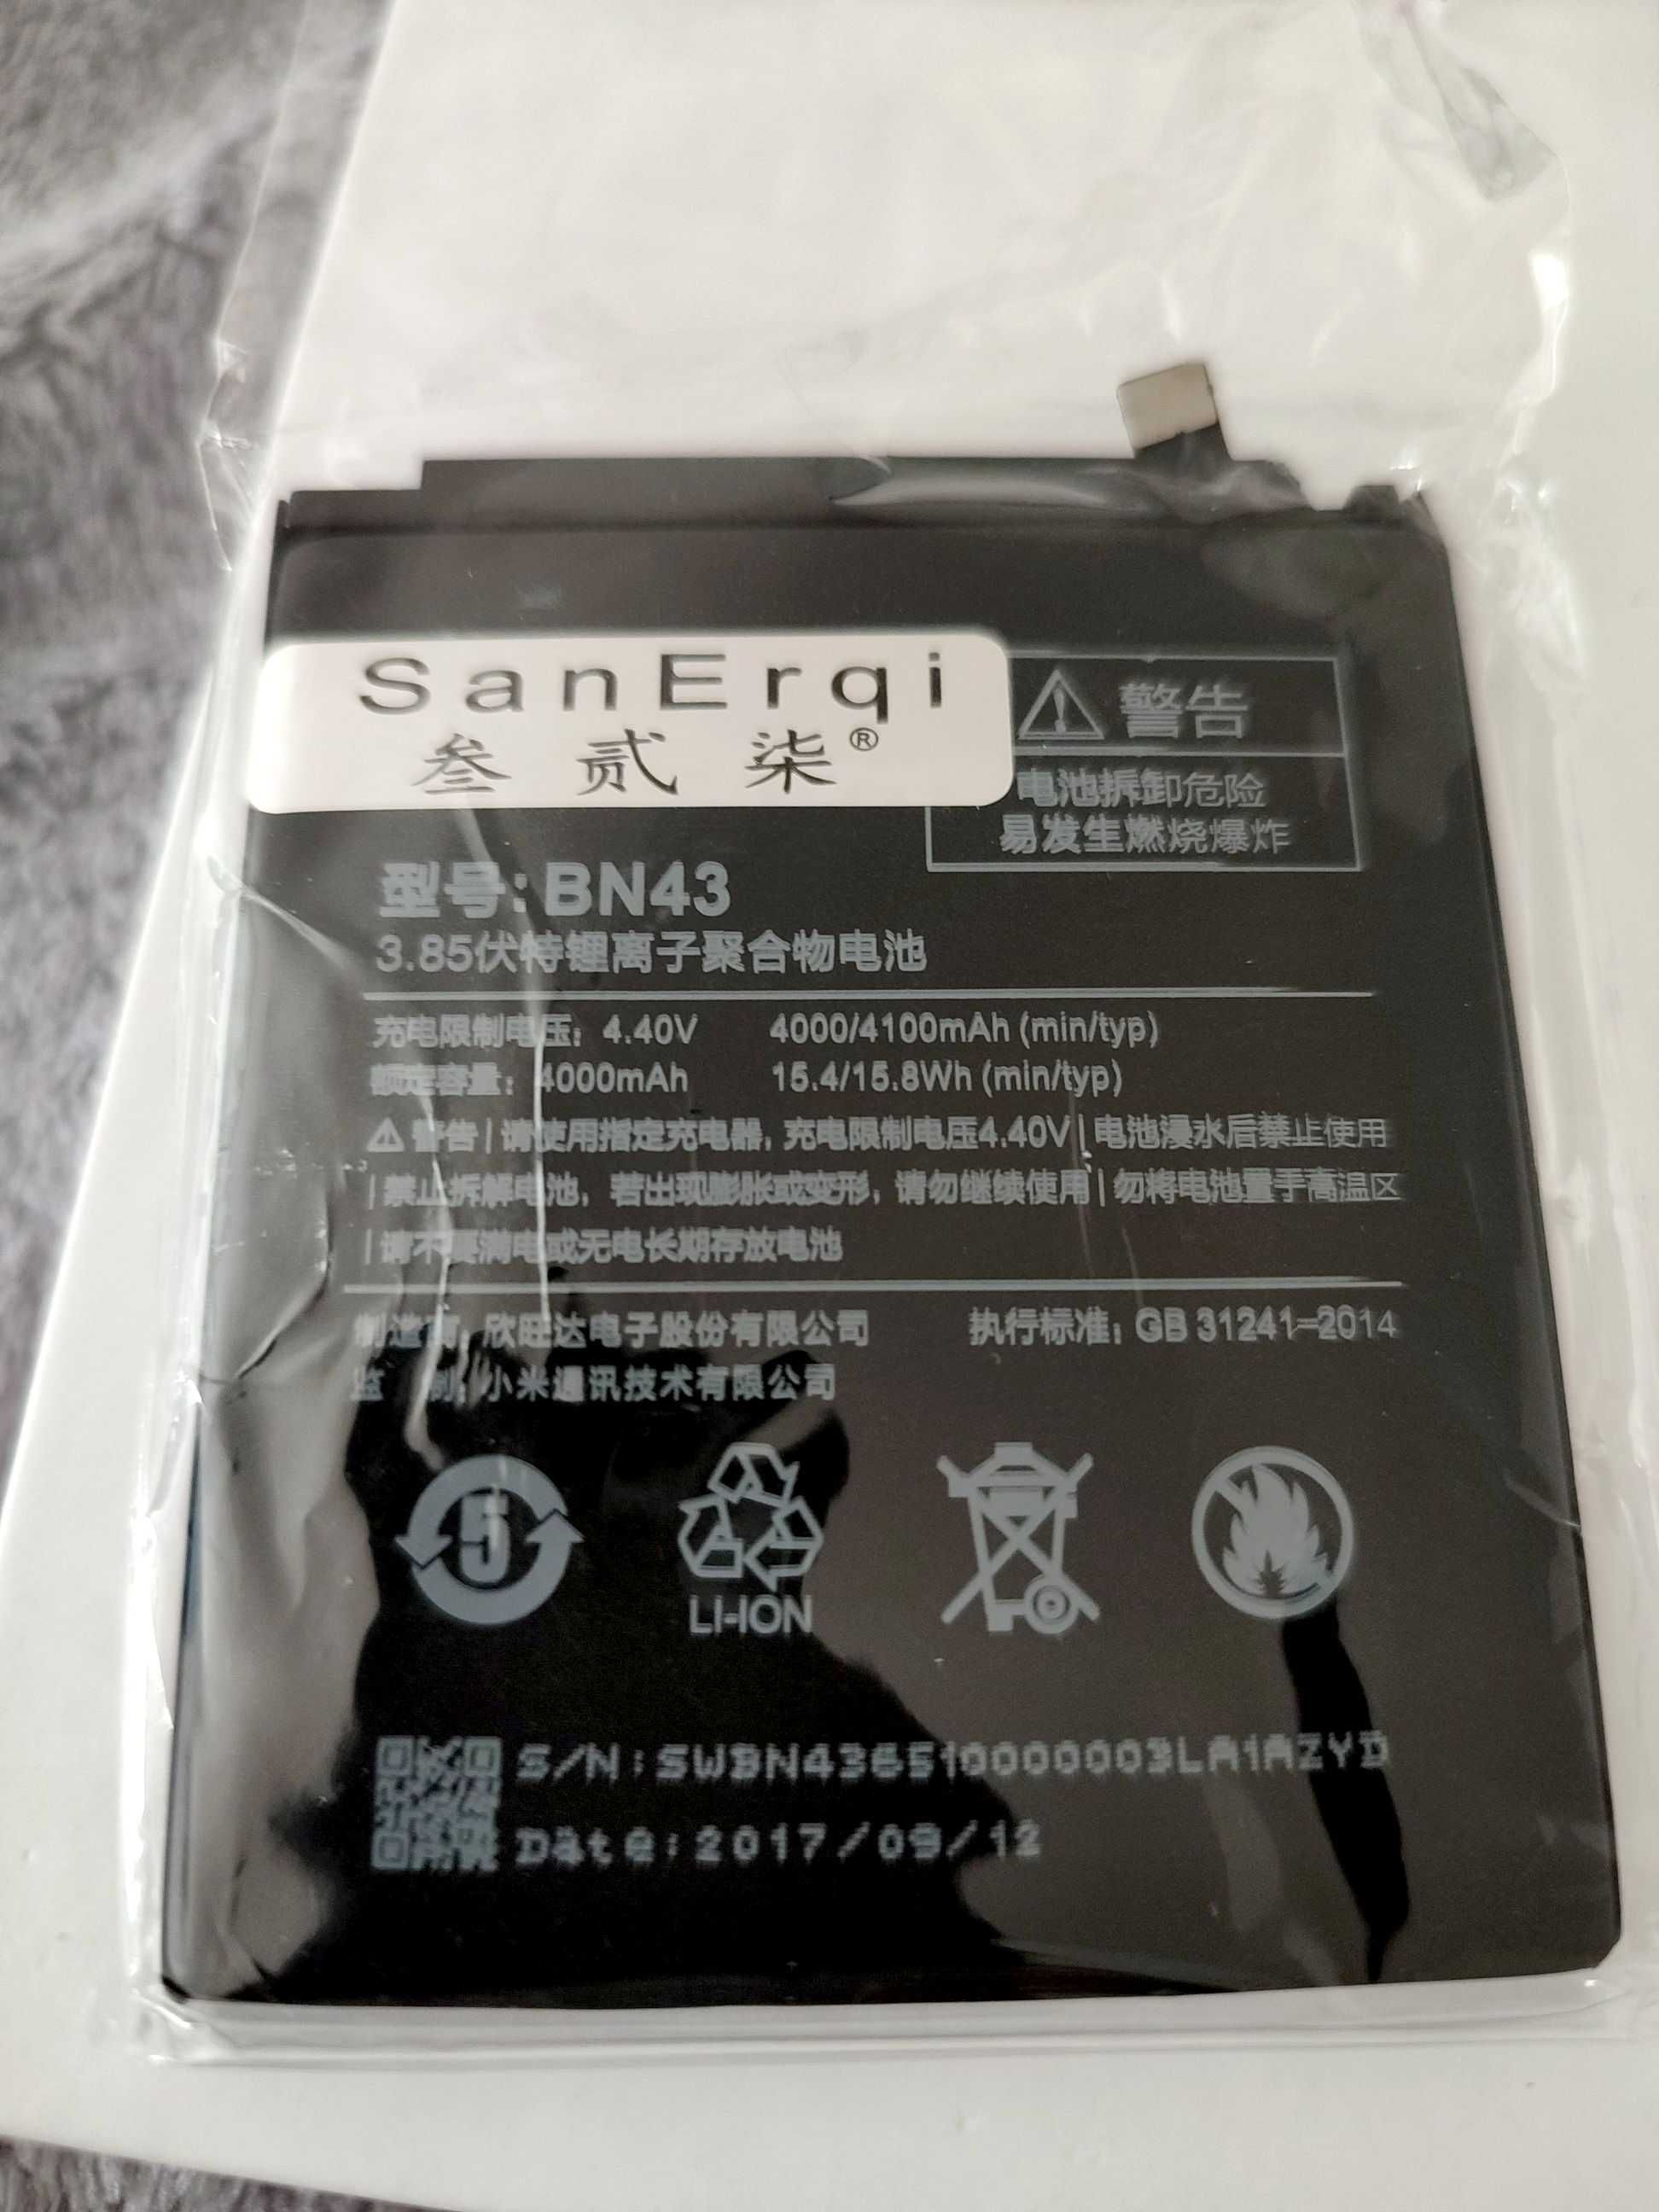 SanErqi
叁贰柒®
警告
电池拆卸危险
易发生燃烧爆炸
型号: BN43
3.85伏特锂离子聚合物电池
充电限制电压: 4.40V 4000/4100mAh (min/typ)
额定容量: 4000mAh 15.4/15.8Wh (min/typ)
警告 | 请使用指定充电器, 充电限制电压4.40V | 电池浸水后禁止使用
| 禁止拆解电池, 若出现膨胀或变形, 请勿继续使用 | 勿将电池置于高温区
| 请不要满电或无电长期存放电池
制造商: 欣旺达电子股份有限公司 执行标准: GB 31241-2014
监 制: 小米通讯技术有限公司
5
LI-ION
S/N:SWBN436510000003LA1AZYD
Date:2017/09/12